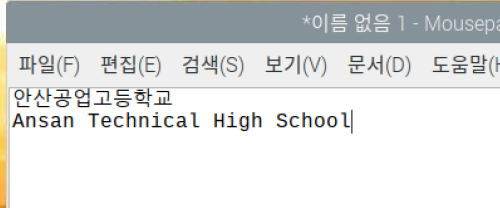 *이름 없음 1 - Mousepa
파일(F) 편집(E) 검색(S) 보기(V) 문서(D) 도움말(H
안산공업고등학교
Ansan Technical High School